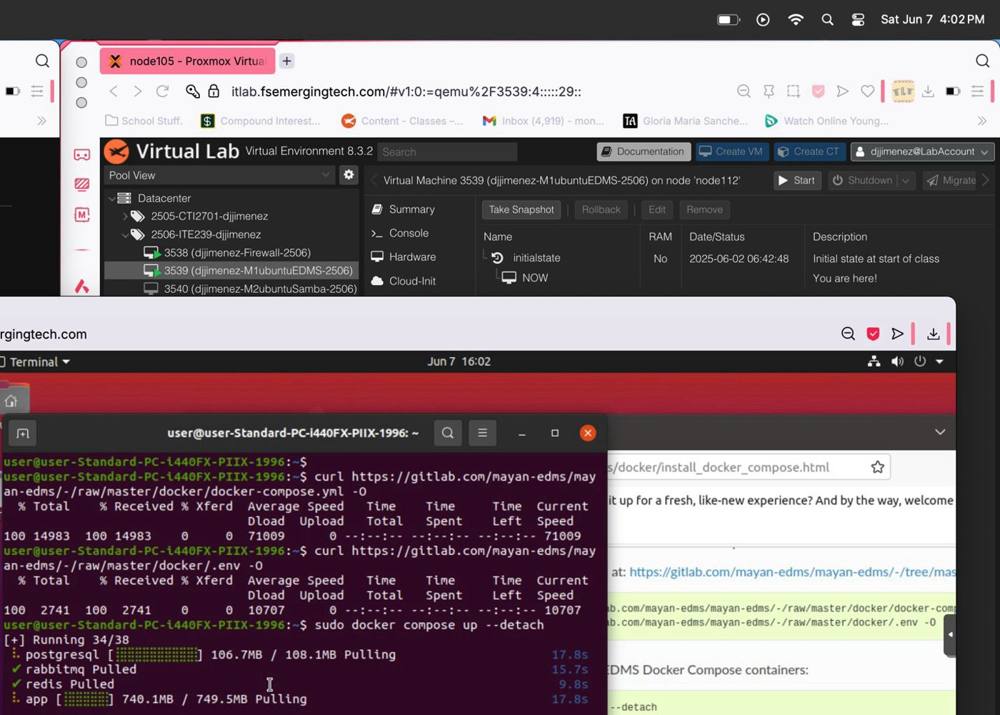 Sat Jun 7 4:02 PM
node105 - Proxmox Virtua
itlab.fsemergingtech.com/#v1:0:=qemu%2F3539:4:::::29::
School Stuff.
Compound Interest...
Content - Classes –...
Inbox (4,919) - mon...
Gloria Maria Sanche...
Watch Online Young...
Virtual Lab Virtual Environment 8.3.2 Search Documentation Create VM Create CT djjimenez@LabAccount
Pool View
Virtual Machine 3539 (djjimenez-M1ubuntuEDMS-2506) on node 'node112' Start Shutdown Migrate
Datacenter
2505-CTI2701-djjimenez
2506-ITE239-djjimenez
3538 (djjimenez-Firewall-2506)
3539 (djjimenez-M1ubuntuEDMS-2506)
3540 (djjimenez-M2ubuntuSamba-2506)
Summary
Console
Hardware
Cloud-Init
Take Snapshot Rollback Edit Remove
Name RAM Date/Status Description
initialstate No 2025-06-02 06:42:48 Initial state at start of class
NOW You are here!
rgingtech.com
Terminal Jun 7 16:02
user@user-Standard-PC-i440FX-PIIX-1996: ~
user@user-Standard-PC-i440FX-PIIX-1996:~$
user@user-Standard-PC-i440FX-PIIX-1996:~$ curl https://gitlab.com/mayan-edms/may
an-edms/-/raw/master/docker/docker-compose.yml -O
% Total % Received % Xferd Average Speed Time Time Time Current
Dload Upload Total Spent Left Speed
100 14983 100 14983 0 0 71009 0 --:--:-- --:--:-- --:--:-- 71009
user@user-Standard-PC-i440FX-PIIX-1996:~$ curl https://gitlab.com/mayan-edms/may
an-edms/-/raw/master/docker/.env -O
% Total % Received % Xferd Average Speed Time Time Time Current
Dload Upload Total Spent Left Speed
100 2741 100 2741 0 0 10707 0 --:--:-- --:--:-- --:--:-- 10707
user@user-Standard-PC-i440FX-PIIX-1996:~$ sudo docker compose up --detach
[+] Running 34/38
postgresql [ ] 106.7MB / 108.1MB Pulling 17.8s
✔ rabbitmq Pulled 15.7s
✔ redis Pulled 9.8s
app [ ] 740.1MB / 749.5MB Pulling 17.8s
s/docker/install_docker_compose.html
it up for a fresh, like-new experience? And by the way, welcome
at: https://gitlab.com/mayan-edms/mayan-edms/-/tree/mas
ab.com/mayan-edms/mayan-edms/-/raw/master/docker/docker-comp
ab.com/mayan-edms/mayan-edms/-/raw/master/docker/.env -O
EDMS Docker Compose containers:
--detach